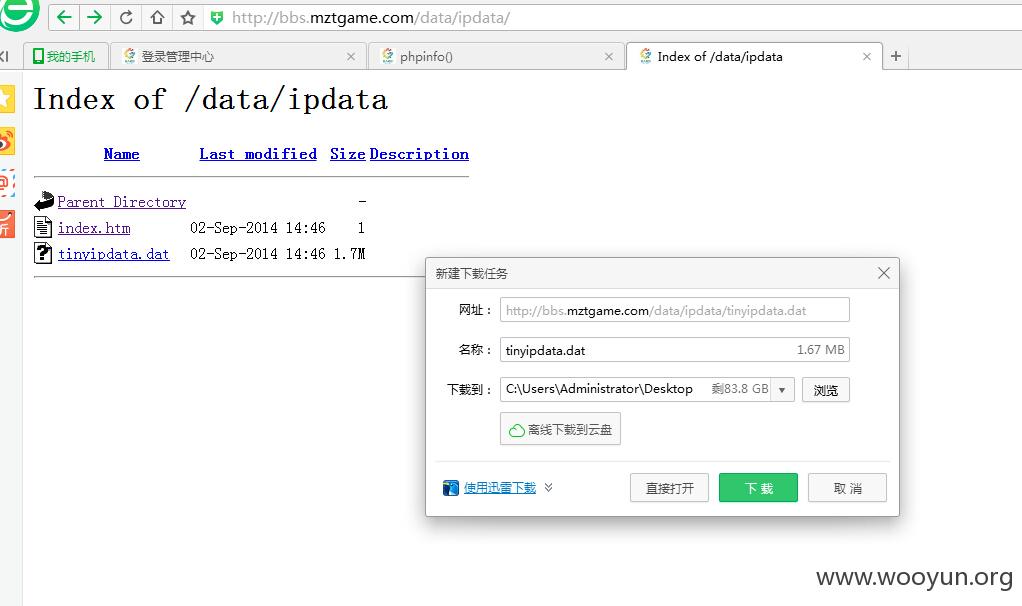 http://bbs.mztgame.com/data/ipdata/
我的手机 登录管理中心 phpinfo() Index of /data/ipdata
Index of /data/ipdata
Name Last modified Size Description
Parent Directory -
index.htm 02-Sep-2014 14:46 1
tinyipdata.dat 02-Sep-2014 14:46 1.7M
新建下载任务
网址： http://bbs.mztgame.com/data/ipdata/tinyipdata.dat
名称： tinyipdata.dat 1.67 MB
下载到： C:\Users\Administrator\Desktop 剩83.8 GB 浏览
离线下载到云盘
使用迅雷下载 直接打开 下载 取消
www.wooyun.org